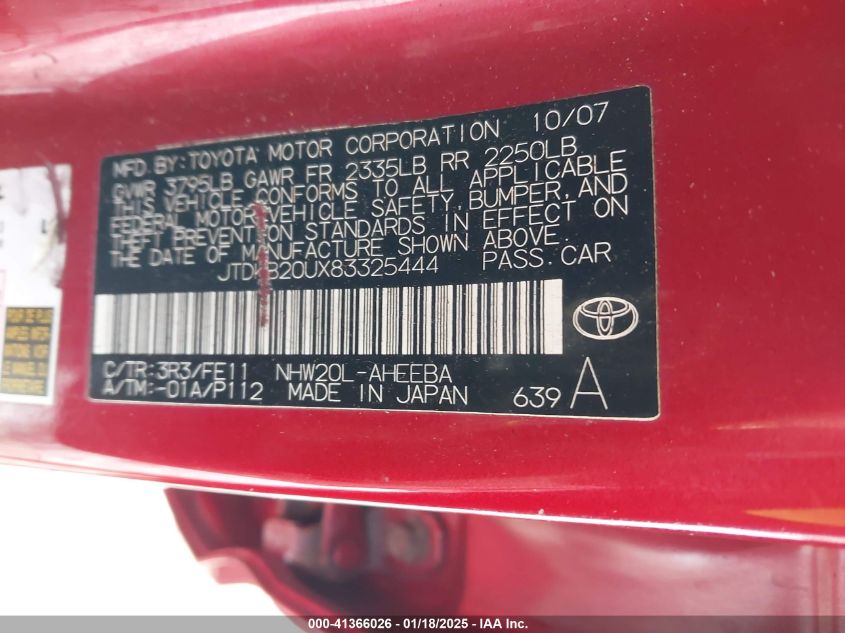 MFD.BY:TOYOTA MOTOR CORPORATION 10/07
GVWR 3795LB GAWR FR 2335LB RR 2250LB
THIS VEHICLE CONFORMS TO ALL APPLICABLE
FEDERAL MOTOR VEHICLE SAFETY,BUMPER,AND
THEFT PREVENTION STANDARDS IN EFFECT ON
THE DATE OF MANUFACTURE SHOWN ABOVE.
PASS.CAR
C/TR:3R3/FE11 NHW20L-AHEEBA
A/TM:-01A/P112 MADE IN JAPAN 639 A
000-41366026 / 01/18/2025 / IAA Inc.